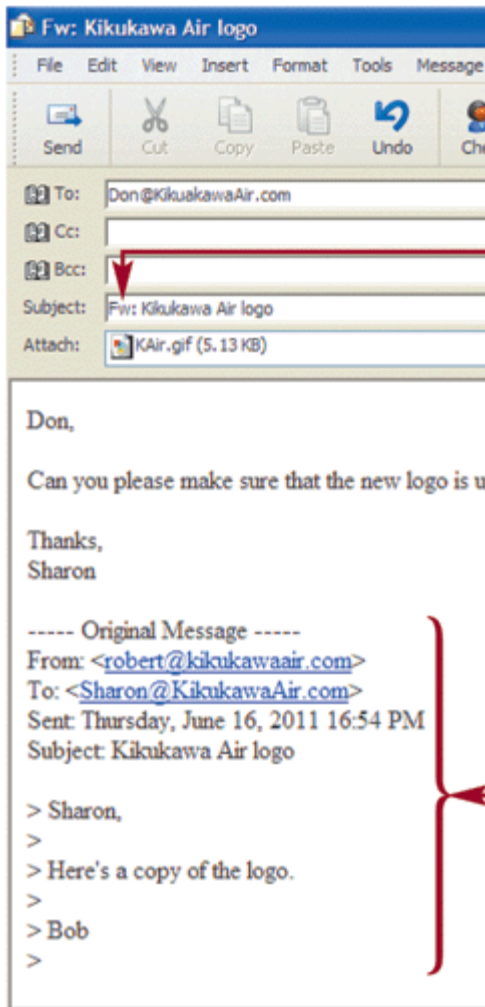 Fw: Kikukawa Air logo
File Edit View Insert Format Tools Message
Send Cut Copy Paste Undo
To: Don@KikuakawaAir.com
Cc:
Bcc:
Subject: Fw: Kikukawa Air logo
Attach: KAir.gif (5.13 KB)
Don,
Can you please make sure that the new logo is
Thanks,
Sharon
----- Original Message -----
From: <robert@kikukawaair.com>
To: <Sharon@KikukawaAir.com>
Sent: Thursday, June 16, 2011 16:54 PM
Subject: Kikukawa Air logo
> Sharon,
>
> Here's a copy of the logo.
>
> Bob
>